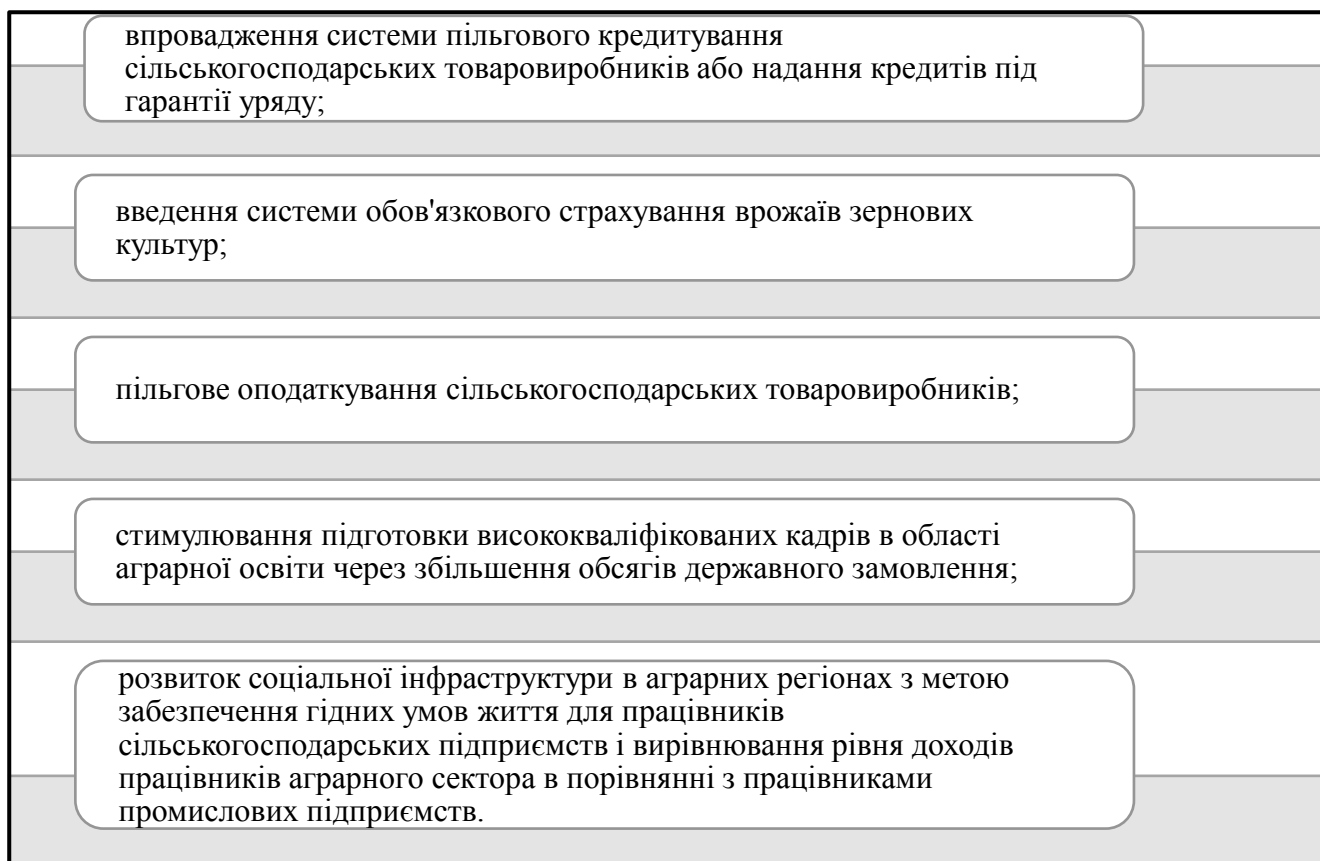 впровадження системи пільгового кредитування
сільськогосподарських товаровиробників або надання кредитів під
гарантії уряду;
введення системи обов'язкового страхування врожаїв зернових
культур;
пільгове оподаткування сільськогосподарських товаровиробників;
стимулювання підготовки висококваліфікованих кадрів в області
аграрної освіти через збільшення обсягів державного замовлення;
розвиток соціальної інфраструктури в аграрних регіонах з метою
забезпечення гідних умов життя для працівників
сільськогосподарських підприємств і вирівнювання рівня доходів
працівників аграрного сектора в порівнянні з працівниками
промислових підприємств.